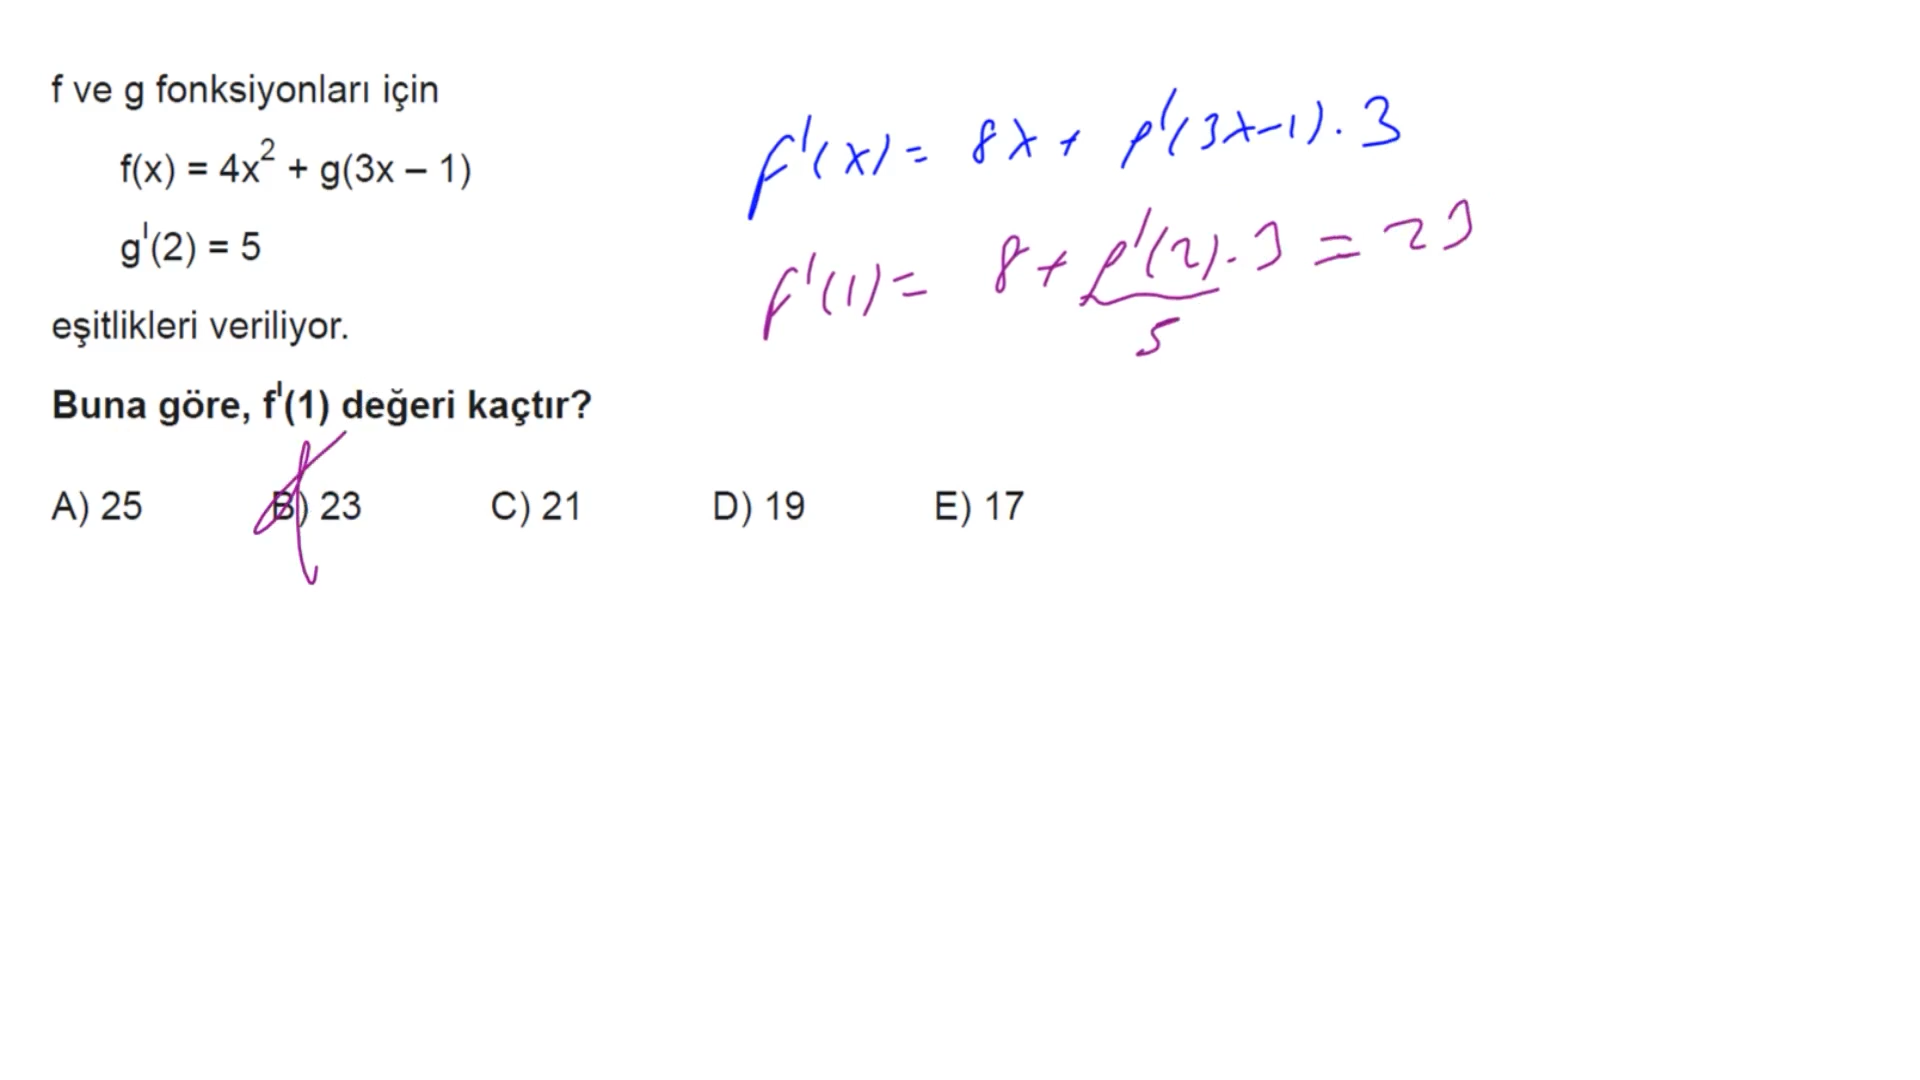 f ve g fonksiyonları için
f(x) = 4x² + g(3x – 1)
g'(2) = 5
eşitlikleri veriliyor.
Buna göre, f'(1) değeri kaçtır?
A) 25 B) 23 C) 21 D) 19 E) 17
f'(x) = 8x + g'(3x-1).3
f'(1) = 8 + g'(2).3 = 23
5